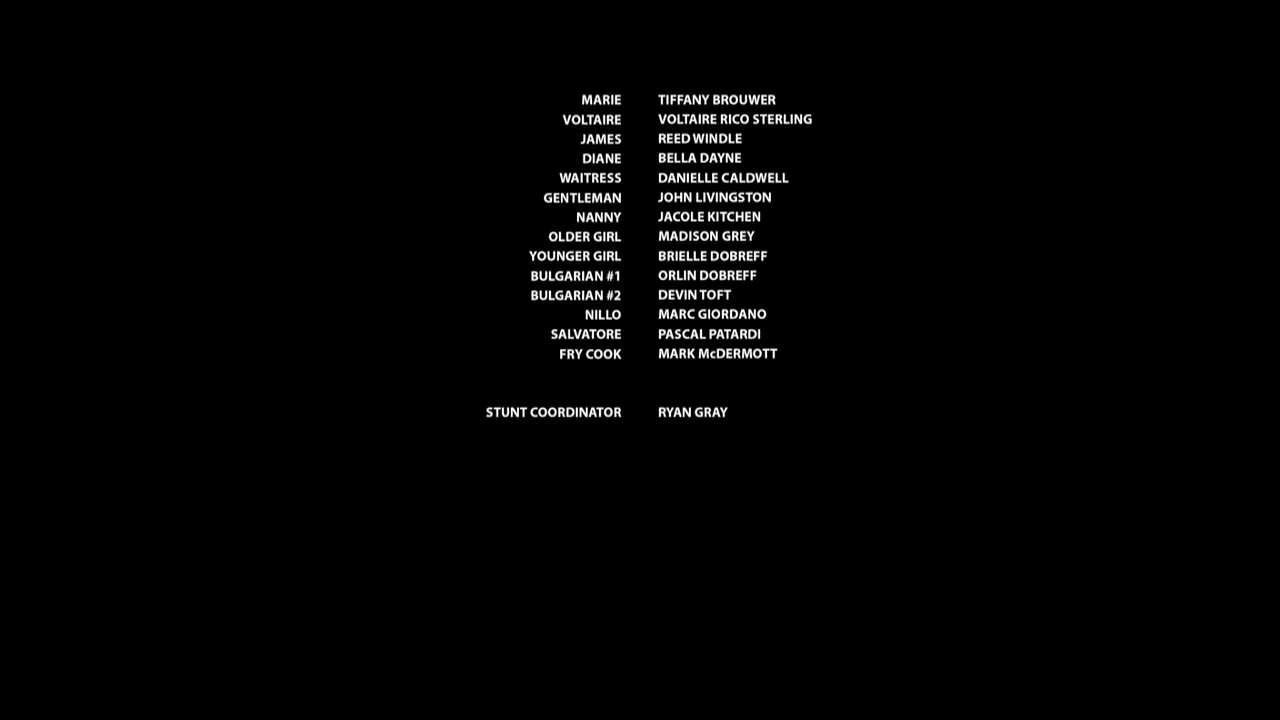 MARIE TIFFANY BROUWER
VOLTAIRE VOLTAIRE RICO STERLING
JAMES REED WINDLE
DIANE BELLA DAYNE
WAITRESS DANIELLE CALDWELL
GENTLEMAN JOHN LIVINGSTON
NANNY JACOLE KITCHEN
OLDER GIRL MADISON GREY
YOUNGER GIRL BRIELLE DOBREFF
BULGARIAN #1 ORLIN DOBREFF
BULGARIAN #2 DEVIN TOFT
NILLO MARC GIORDANO
SALVATORE PASCAL PATARDI
FRY COOK MARK McDERMOTT
STUNT COORDINATOR RYAN GRAY